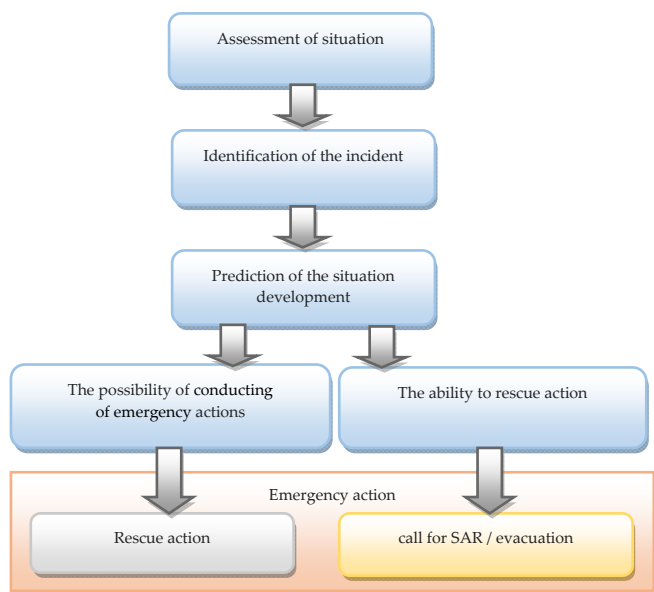 Assessment of situation
Identification of the incident
Prediction of the situation
development
The possibility of conducting
of emergency actions
The ability to rescue action
Emergency action
Rescue action
call for SAR / evacuation